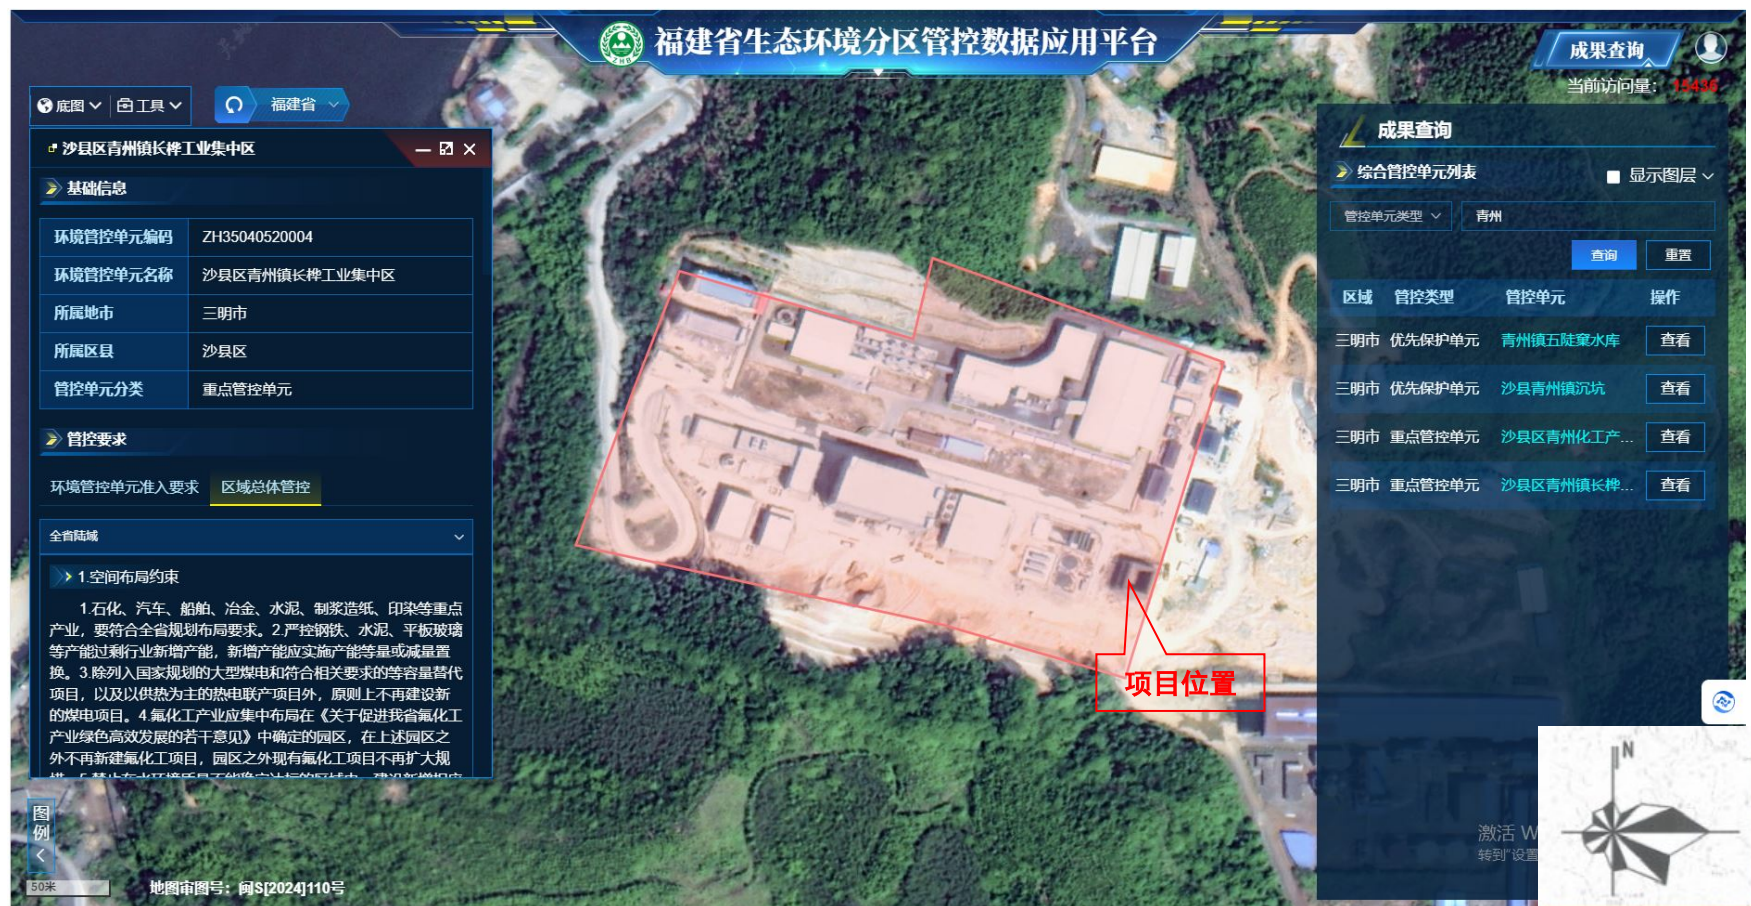 福建省生态环境分区管控数据应用平台
成果查询
当前访问量： 15436
底图 工具 福建省
沙县区青州镇长桦工业集中区
基础信息
环境管控单元编码 ZH35040520004
环境管控单元名称 沙县区青州镇长桦工业集中区
所属地市 三明市
所属区县 沙县区
管控单元分类 重点管控单元
管控要求
环境管控单元准入要求 区域总体管控
全省陆域
1.空间布局约束
1.石化、汽车、船舶、冶金、水泥、制浆造纸、印染等重点
产业，要符合全省规划布局要求。2.严控钢铁、水泥、平板玻璃
等产能过剩行业新增产能，新增产能应实施产能等量或减量置
换。3.除列入国家规划的大型煤电和符合相关要求的等容量替代
项目，以及以供热为主的热电联产项目外，原则上不再建设新
的煤电项目。4.氟化工产业应集中布局在《关于促进我省氟化工
产业绿色高效发展的若干意见》中确定的园区，在上述园区之
外不再新建氟化工项目，园区之外现有氟化工项目不再扩大规
图例
50米
地图审图号：闽S[2024]110号
项目位置
成果查询
综合管控单元列表 显示图层
管控单元类型 青州
查询 重置
区域 管控类型 管控单元 操作
三明市 优先保护单元 青州镇五陡窠水库 查看
三明市 优先保护单元 沙县青州镇沉坑 查看
三明市 重点管控单元 沙县区青州化工产... 查看
三明市 重点管控单元 沙县区青州镇长桦... 查看
激活 W
转到"设置
N